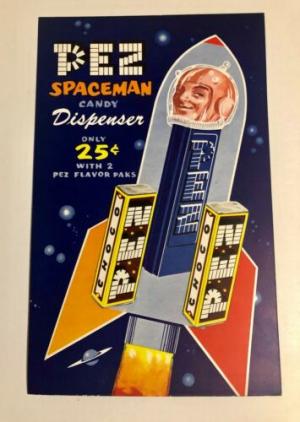 PEZ
SPACEMAN
CANDY
Dispenser
ONLY
25¢
WITH 2
PEZ FLAVOR PAKS
PEZ
CHOCO
PEZ
CHOCO
PEZ